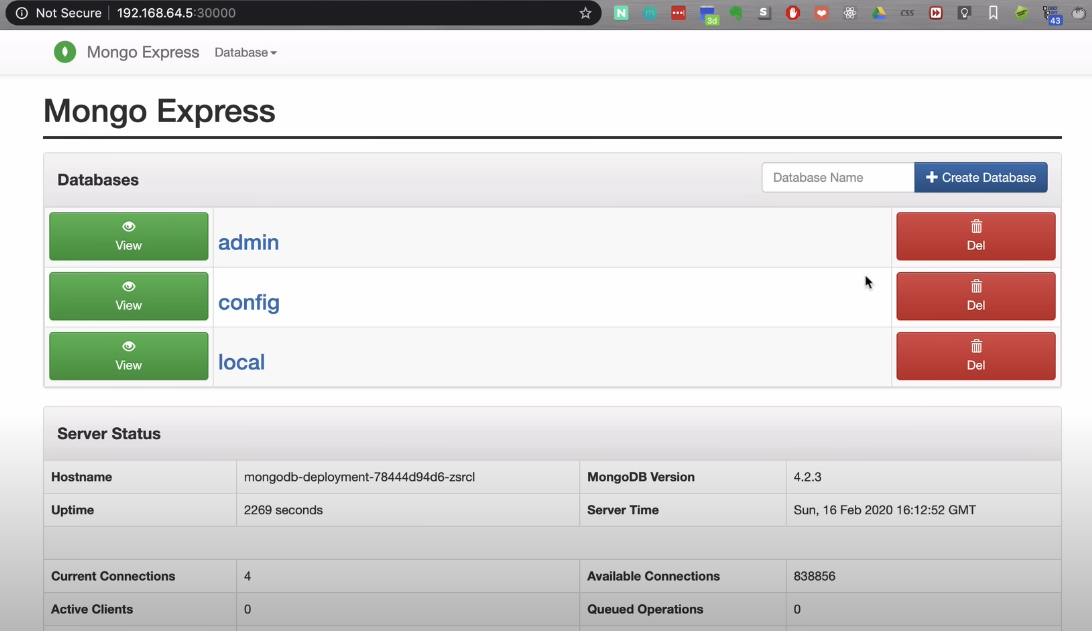 Not Secure 192.168.64.5:30000
N
3d
S
CSS
43
Mongo Express Database
Mongo Express
Databases
Database Name
Create Database
View
admin
Del
View
config
Del
View
local
Del
Server Status
Hostname mongodb-deployment-78444d94d6-zsrcl MongoDB Version 4.2.3
Uptime 2269 seconds Server Time Sun, 16 Feb 2020 16:12:52 GMT
Current Connections 4 Available Connections 838856
Active Clients 0 Queued Operations 0